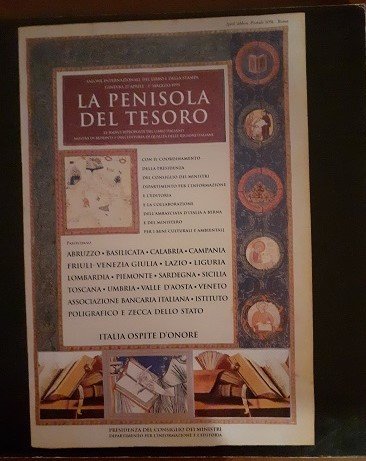 SALONE INTERNAZIONALE DEL LIBRO E DELLA STAMPA
GINEVRA 27 APRILE - 1° MAGGIO 1995
LA PENISOLA
DEL TESORO
CON IL COORDINAMENTO
DELLA PRESIDENZA
DEL CONSIGLIO DEI MINISTRI
DIPARTIMENTO PER L'INFORMAZIONE
E L'EDITORIA
E LA COLLABORAZIONE
DELL'AMBASCIATA D'ITALIA A BERNA
E DEL MINISTERO
PER I BENI CULTURALI E AMBIENTALI
Partecipano
ABRUZZO • BASILICATA • CALABRIA • CAMPANIA
FRIULI-VENEZIA GIULIA • LAZIO • LIGURIA
LOMBARDIA • PIEMONTE • SARDEGNA • SICILIA
TOSCANA • UMBRIA • VALLE D'AOSTA • VENETO
ASSOCIAZIONE BANCARIA ITALIANA • ISTITUTO
POLIGRAFICO E ZECCA DELLO STATO
ITALIA OSPITE D'ONORE
PRESIDENZA DEL CONSIGLIO DEI MINISTRI
DIPARTIMENTO PER L'INFORMAZIONE E L'EDITORIA